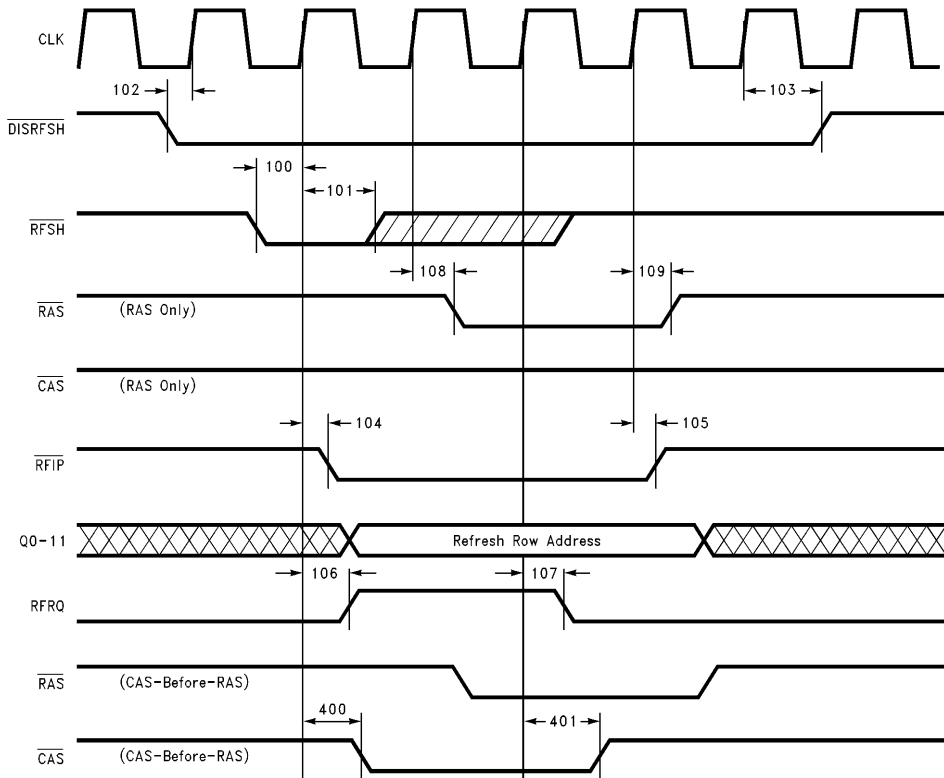 CLK
102
103
DISRFSH
100
101
RFSH
108
109
RAS (RAS Only)
CAS (RAS Only)
104
105
RFIP
Q0-11 Refresh Row Address
106
107
RFRQ
RAS (CAS-Before-RAS)
400
401
CAS (CAS-Before-RAS)